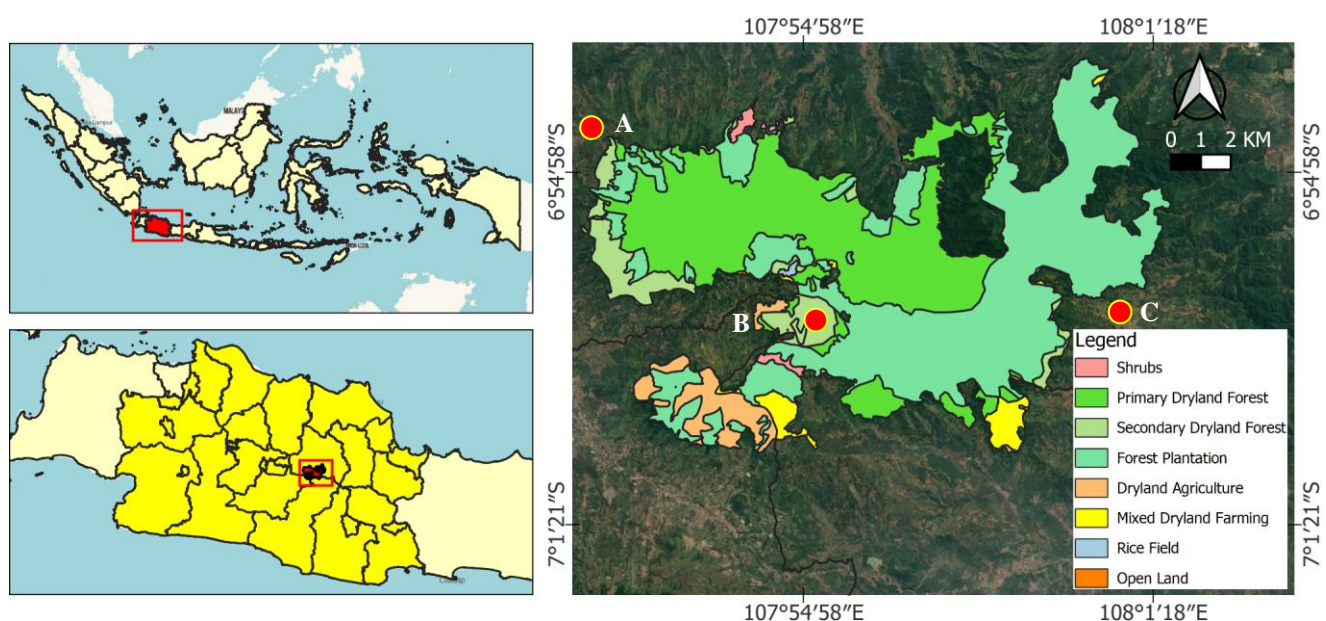 107°54′58″E 108°1′18″E
MALAYSIA
0 1 2 KM
A
6°54′58″S
6°54′58″S
B
C
Legend
Shrubs
Primary Dryland Forest
Secondary Dryland Forest
Forest Plantation
Dryland Agriculture
Mixed Dryland Farming
Rice Field
Open Land
7°1′21″S
7°1′21″S
107°54′58″E 108°1′18″E